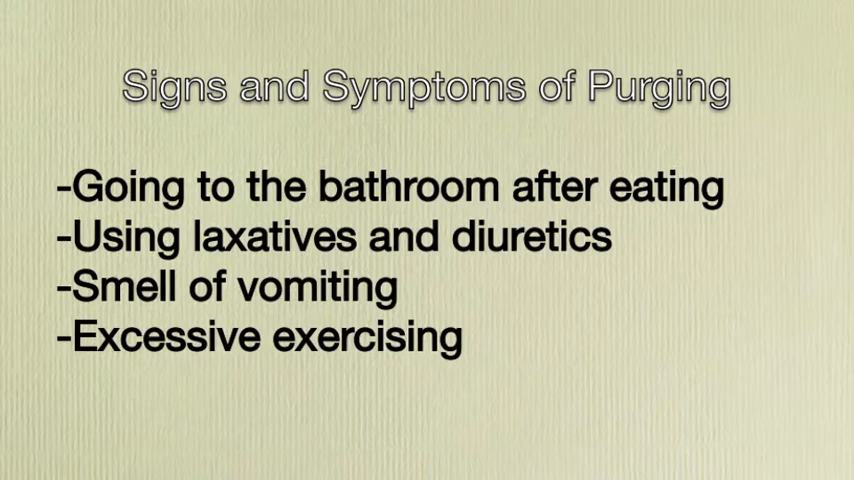 Signs and Symptoms of Purging
-Going to the bathroom after eating
-Using laxatives and diuretics
-Smell of vomiting
-Excessive exercising